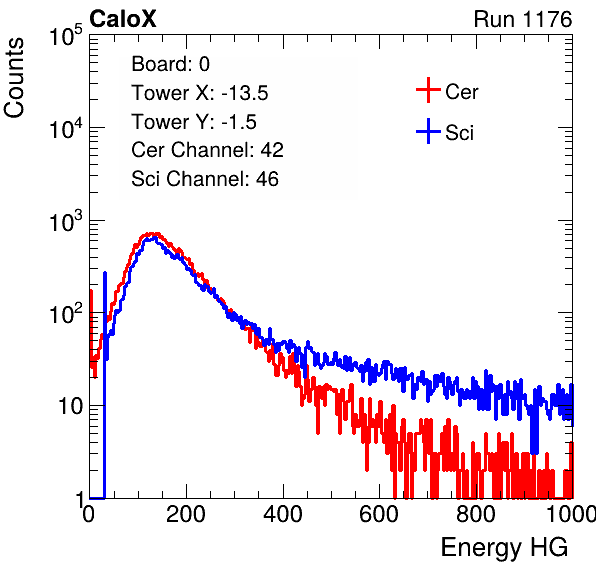 CaloX Run 1176
Counts
10^5
10^4
10^3
10^2
10
1
Board: 0
Tower X: -13.5
Tower Y: -1.5
Cer Channel: 42
Sci Channel: 46
Cer
Sci
0 200 400 600 800 1000
Energy HG